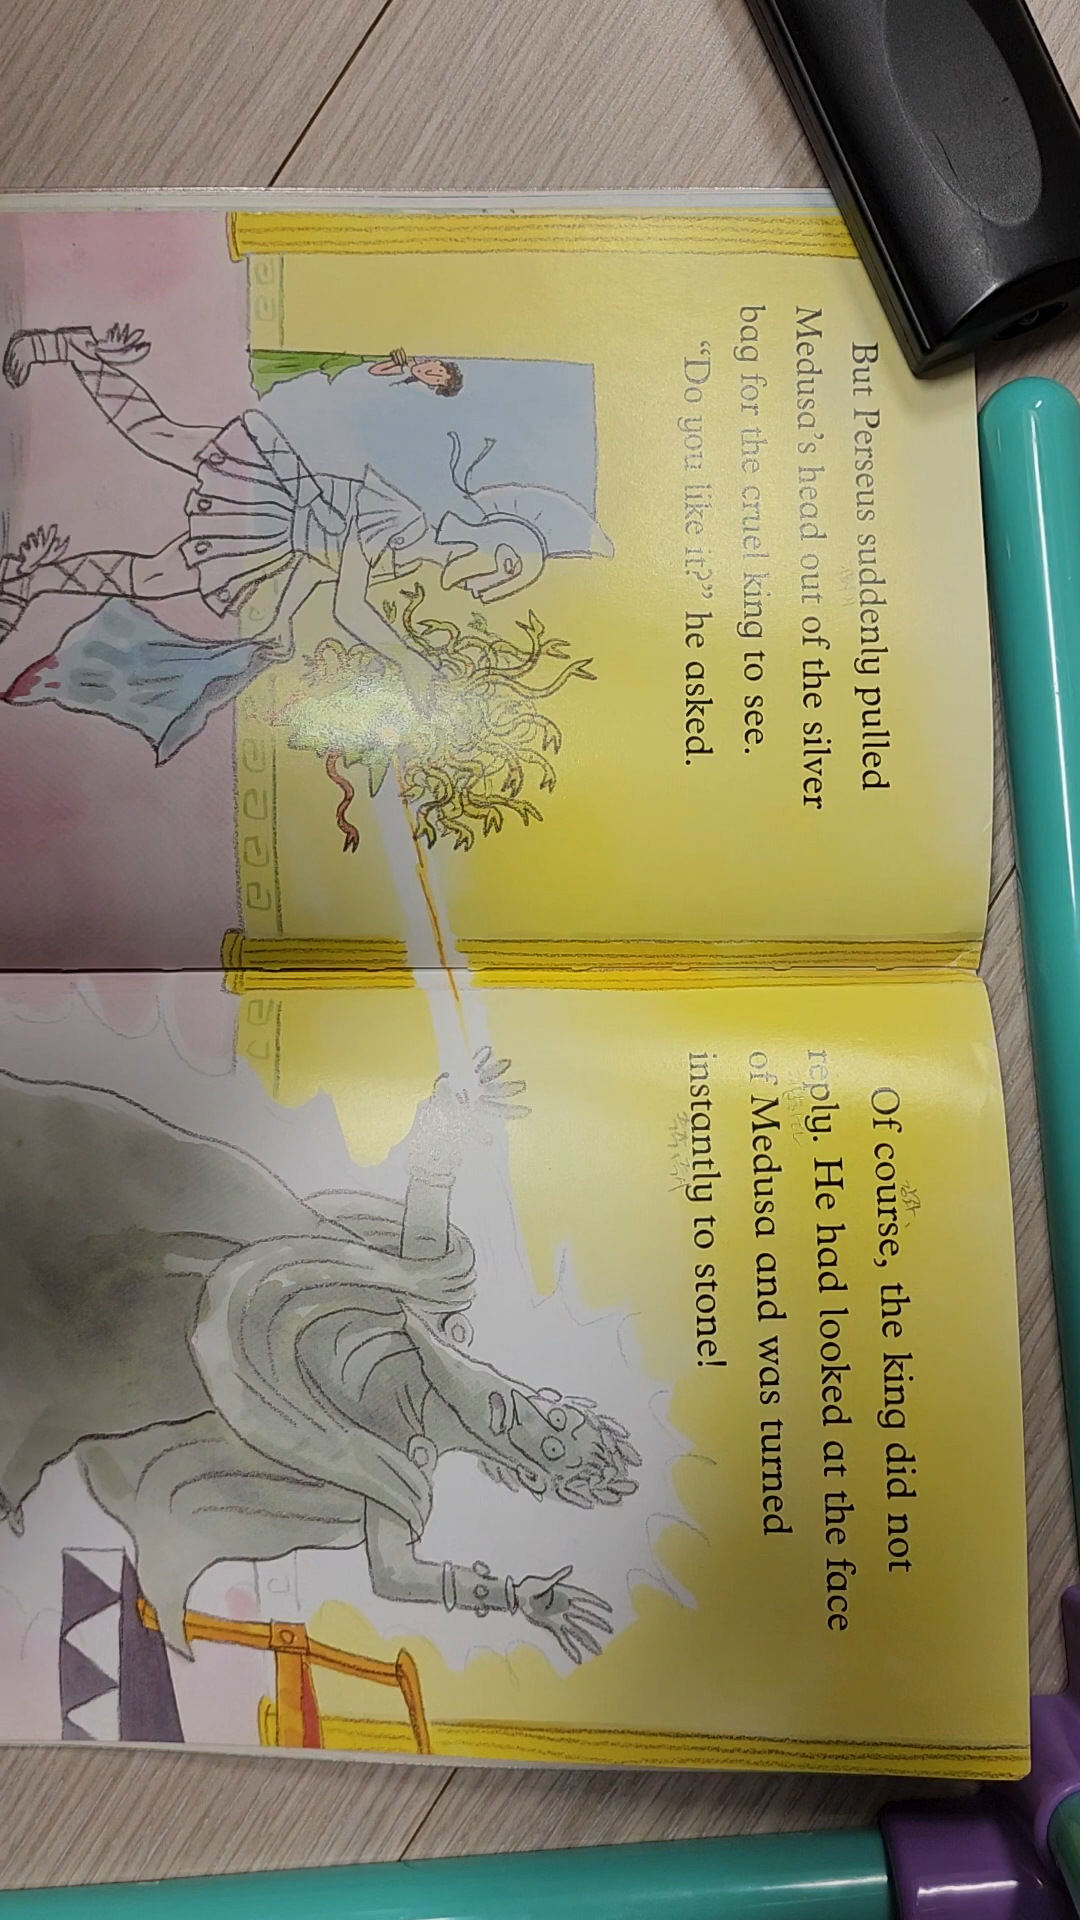 But Perseus suddenly pulled
Medusa's head out of the silver
bag for the cruel king to see.
“Do you like it?” he asked.
Of course, the king did not
reply. He had looked at the face
of Medusa and was turned
instantly to stone!